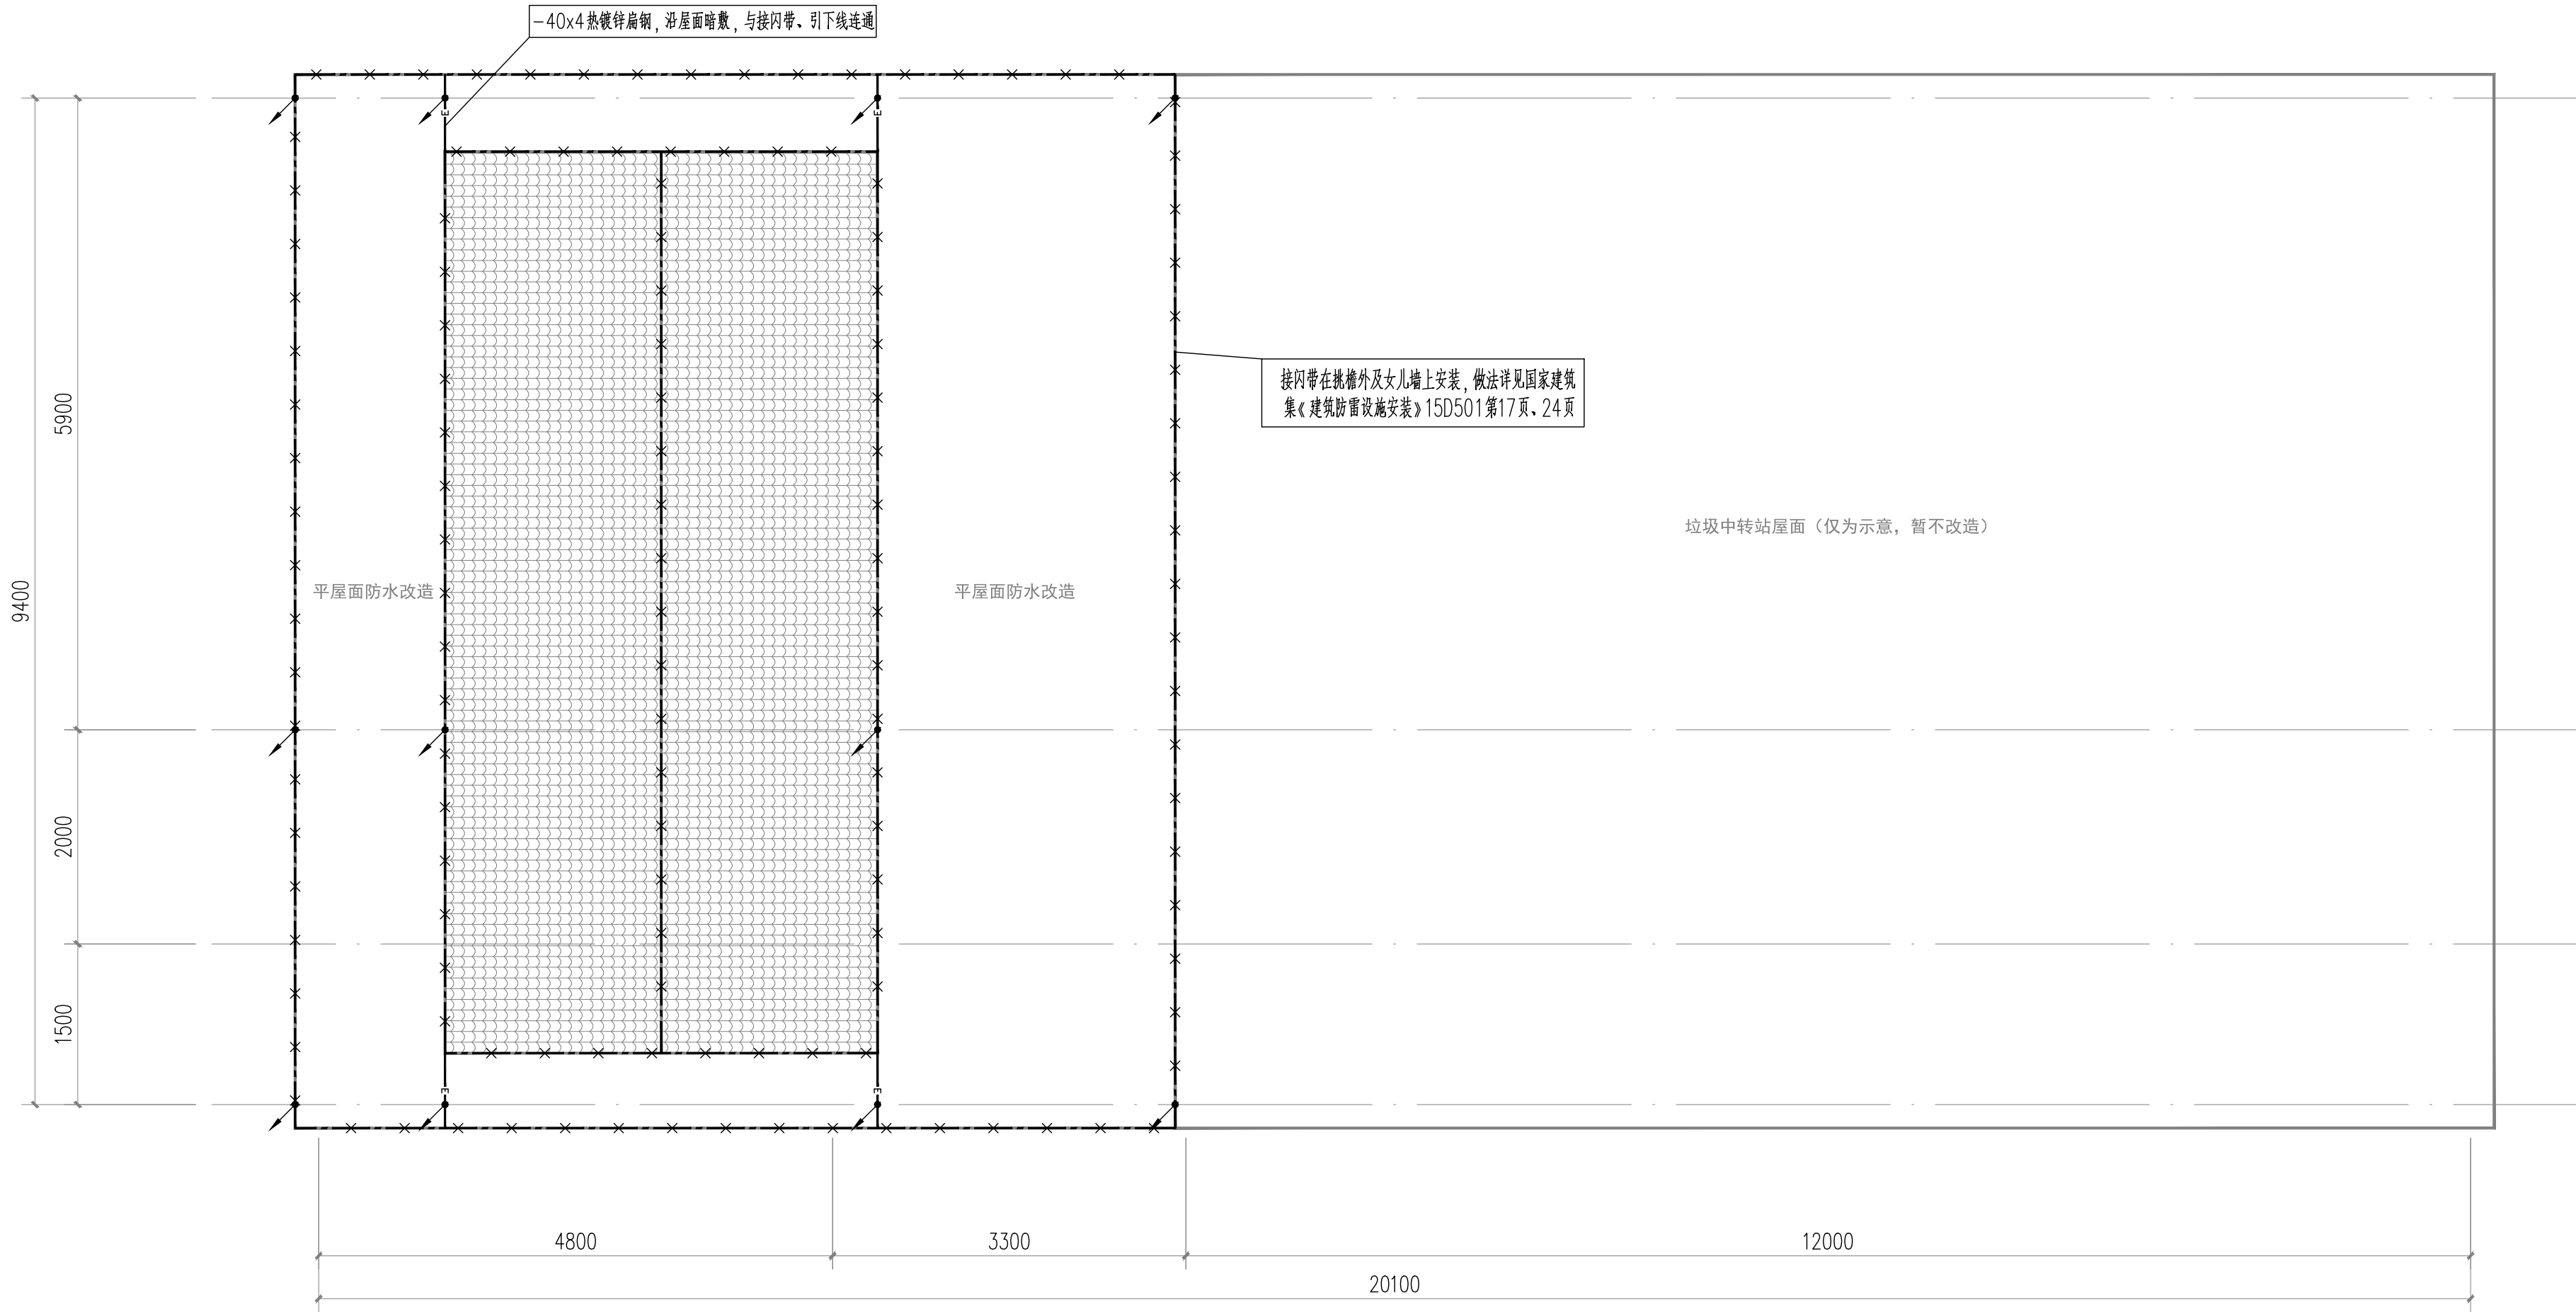 -40x4热镀锌扁钢，沿屋面暗敷，与接闪带、引下线连通
E
E
接闪带在挑檐外及女儿墙上安装，做法详见国家建筑
集《建筑防雷设施安装》15D501第17页、24页
5900
垃圾中转站屋面（仅为示意，暂不改造）
9400
平屋面防水改造
平屋面防水改造
2000
1500
E
E
4800
3300
12000
20100